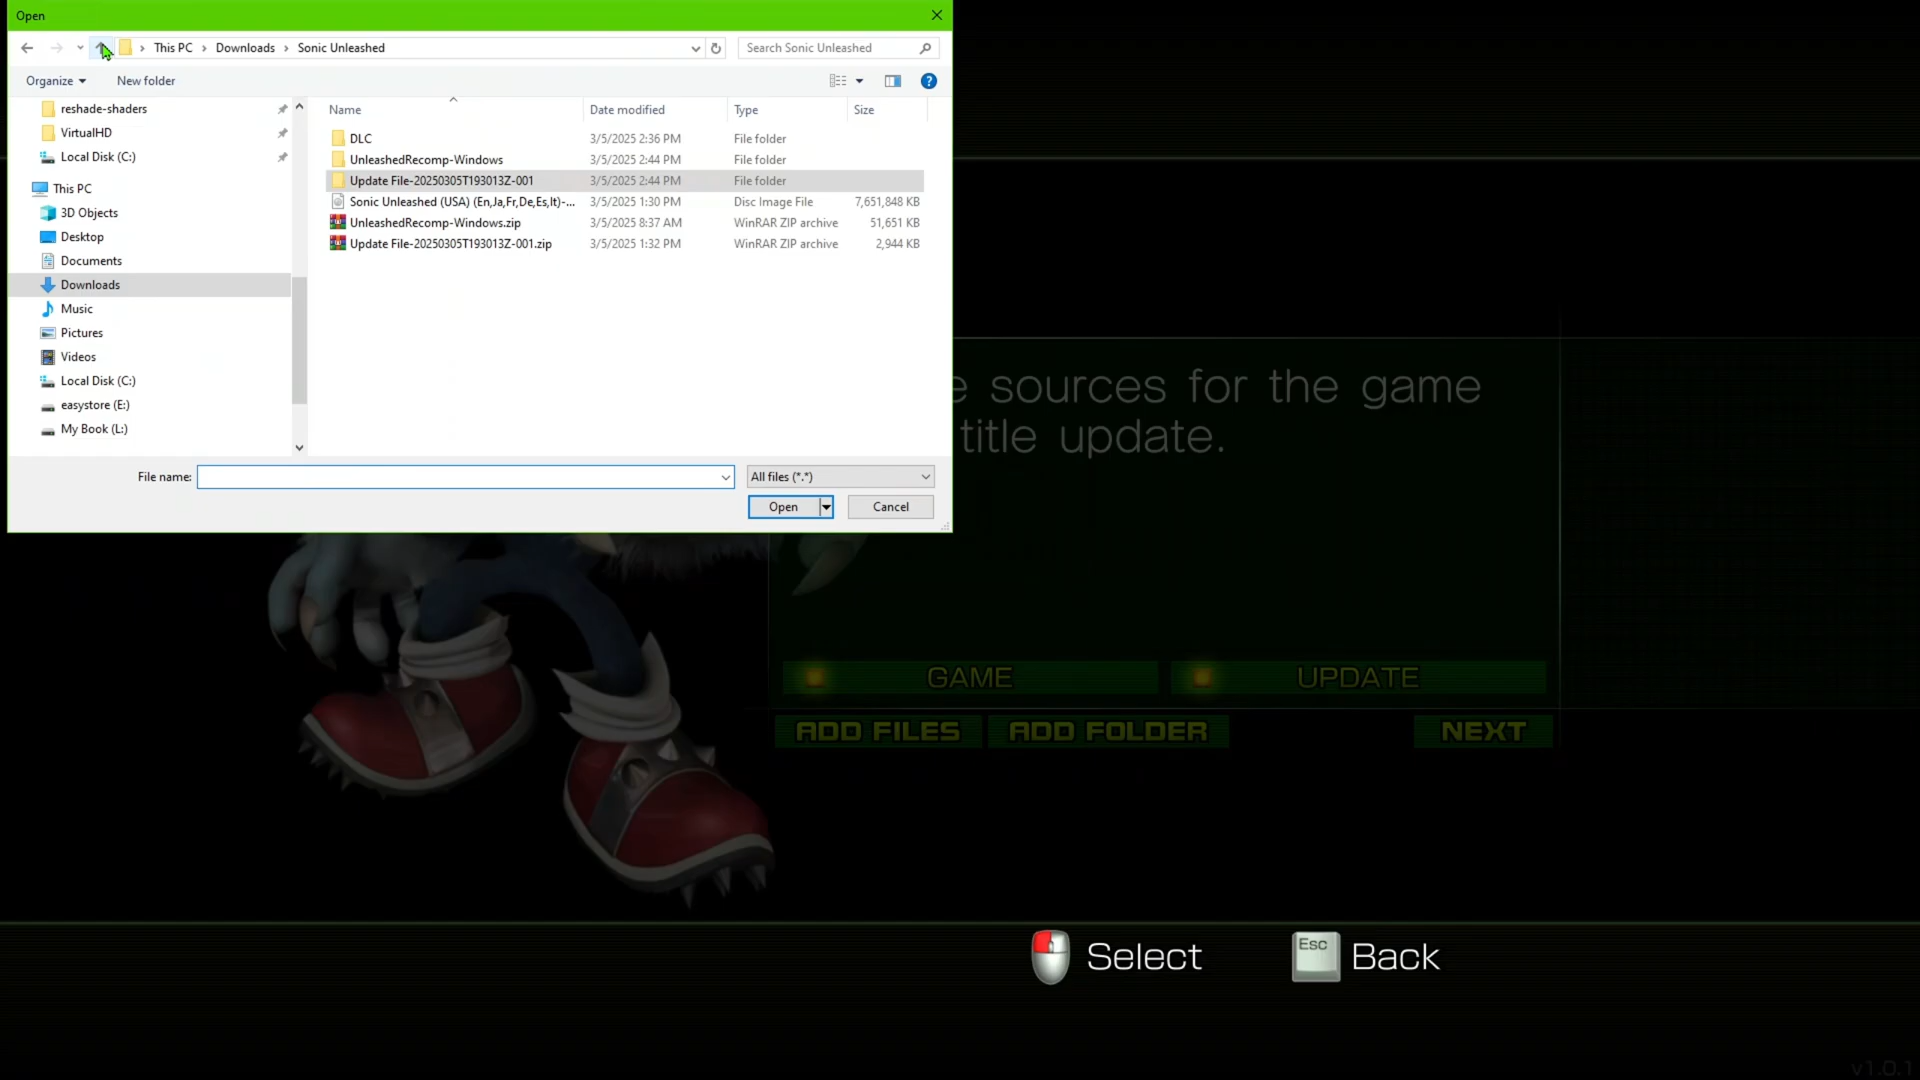 Open
This PC > Downloads > Sonic Unleashed
Search Sonic Unleashed
Organize
New folder
reshade-shaders
VirtualHD
Local Disk (C:)
This PC
3D Objects
Desktop
Documents
Downloads
Music
Pictures
Videos
Local Disk (C:)
easystore (E:)
My Book (L:)
Name Date modified Type Size
DLC 3/5/2025 2:36 PM File folder
UnleashedRecomp-Windows 3/5/2025 2:44 PM File folder
Update File-20250305T193013Z-001 3/5/2025 2:44 PM File folder
Sonic Unleashed (USA) (En,Ja,Fr,De,Es,It)-... 3/5/2025 1:30 PM Disc Image File 7,651,848 KB
UnleashedRecomp-Windows.zip 3/5/2025 8:37 AM WinRAR ZIP archive 51,651 KB
Update File-20250305T193013Z-001.zip 3/5/2025 1:32 PM WinRAR ZIP archive 2,944 KB
File name:
All files (*.*)
Open
Cancel
e sources for the game
title update.
GAME
UPDATE
ADD FILES
ADD FOLDER
NEXT
Select
Esc
Back
v1.0.1